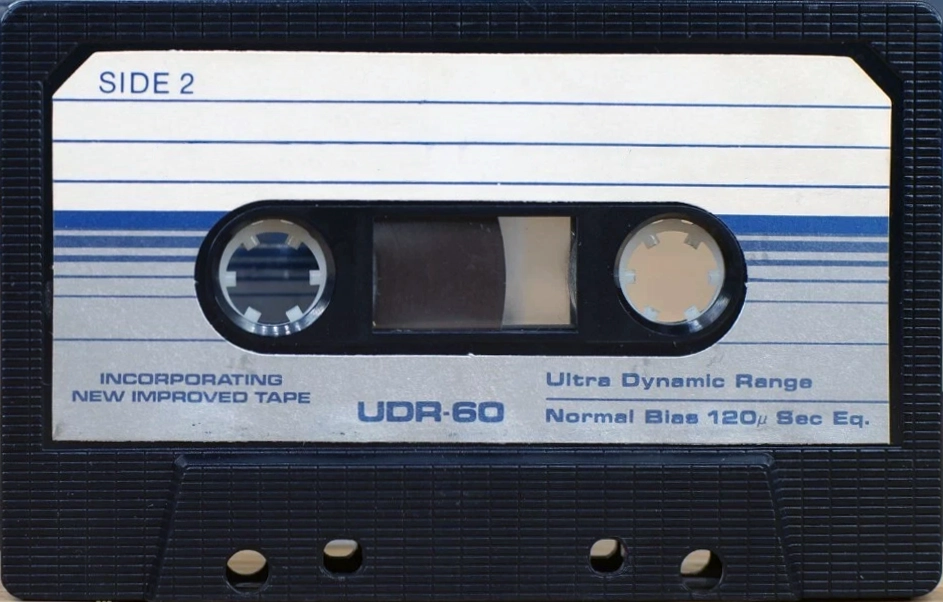 SIDE 2
INCORPORATING
NEW IMPROVED TAPE
UDR-60
Ultra Dynamic Range
Normal Bias 120μ Sec Eq.